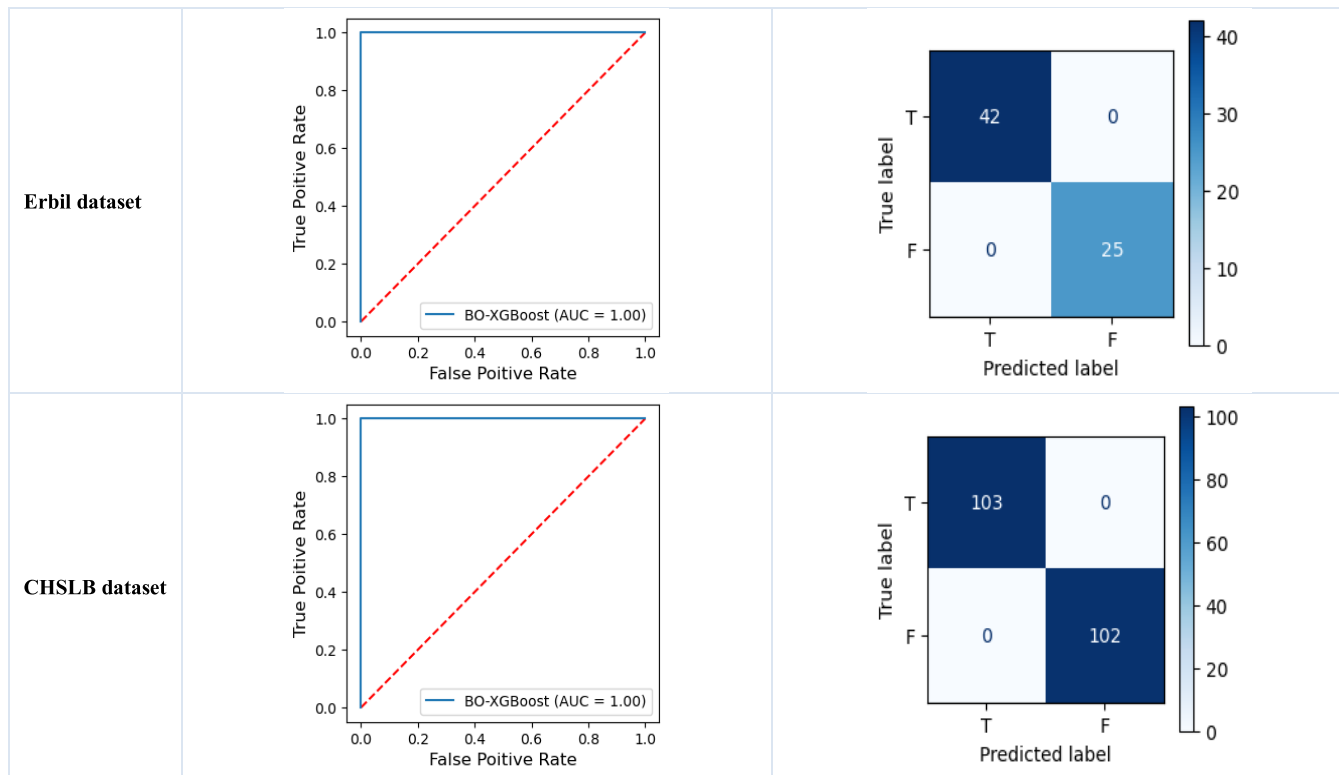 Erbil dataset
1.0
0.8
0.6
0.4
0.2
0.0
True Poitive Rate
BO-XGBoost (AUC = 1.00)
0.0 0.2 0.4 0.6 0.8 1.0
False Poitive Rate
True label
T 42 0
F 0 25
T F
Predicted label
40
30
20
10
0
CHSLB dataset
1.0
0.8
0.6
0.4
0.2
0.0
True Poitive Rate
BO-XGBoost (AUC = 1.00)
0.0 0.2 0.4 0.6 0.8 1.0
False Poitive Rate
True label
T 103 0
F 0 102
T F
Predicted label
100
80
60
40
20
0